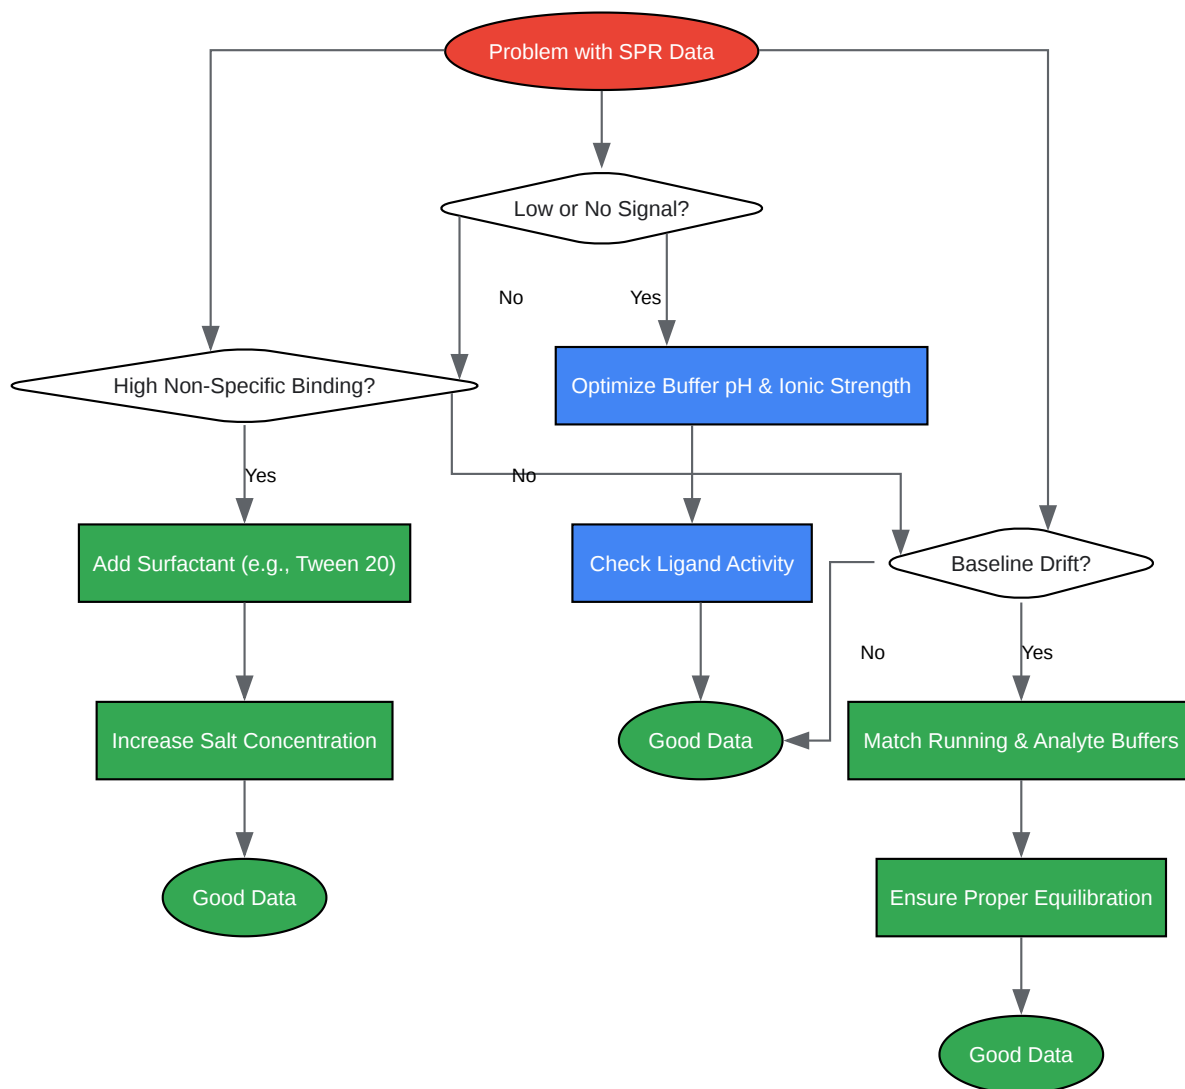 Problem with SPR Data
Low or No Signal?
No
Yes
High Non-Specific Binding?
Optimize Buffer pH & Ionic Strength
Yes
No
Add Surfactant (e.g., Tween 20)
Check Ligand Activity
Baseline Drift?
No
Yes
Increase Salt Concentration
Good Data
Match Running & Analyte Buffers
Good Data
Ensure Proper Equilibration
Good Data